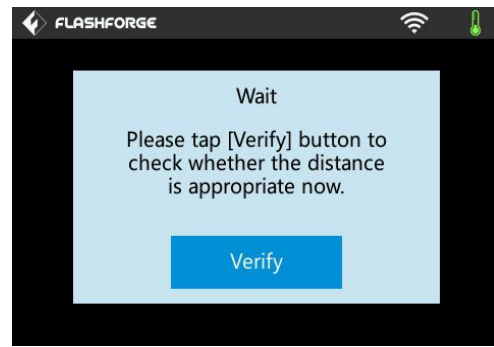 FLASHFORGE
Wait
Please tap [Verify] button to
check whether the distance
is appropriate now.
Verify